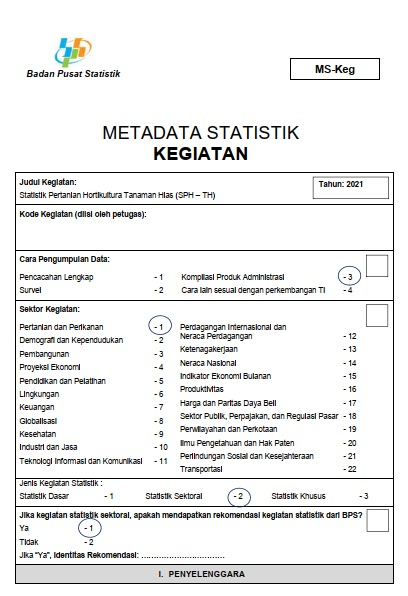 Badan Pusat Statistik
MS-Keg
METADATA STATISTIK
KEGIATAN
Judul Kegiatan:
Tahun: 2021
Statistik Pertanian Hortikultura Tanaman Hias (SPH – TH)
Kode Kegiatan (diisi oleh petugas):
Cara Pengumpulan Data:
Pencacahan Lengkap - 1 Kompilasi Produk Administrasi - 3
Survei - 2 Cara lain sesuai dengan perkembangan TI - 4
Sektor Kegiatan:
Pertanian dan Perikanan - 1
Demografi dan Kependudukan - 2
Pembangunan - 3
Proyeksi Ekonomi - 4
Pendidikan dan Pelatihan - 5
Lingkungan - 6
Keuangan - 7
Globalisasi - 8
Kesehatan - 9
Industri dan Jasa - 10
Teknologi Informasi dan Komunikasi - 11
Perdagangan Internasional dan
Neraca Perdagangan - 12
Ketenagakerjaan - 13
Neraca Nasional - 14
Indikator Ekonomi Bulanan - 15
Produktivitas - 16
Harga dan Paritas Daya Beli - 17
Sektor Publik, Perpajakan, dan Regulasi Pasar - 18
Perwilayahan dan Perkotaan - 19
Ilmu Pengetahuan dan Hak Paten - 20
Perlindungan Sosial dan Kesejahteraan - 21
Transportasi - 22
Jenis Kegiatan Statistik :
Statistik Dasar - 1 Statistik Sektoral - 2 Statistik Khusus - 3
Jika kegiatan statistik sektoral, apakah mendapatkan rekomendasi kegiatan statistik dari BPS?
Ya - 1
Tidak - 2
Jika “Ya”, Identitas Rekomendasi: ................................
I. PENYELENGGARA